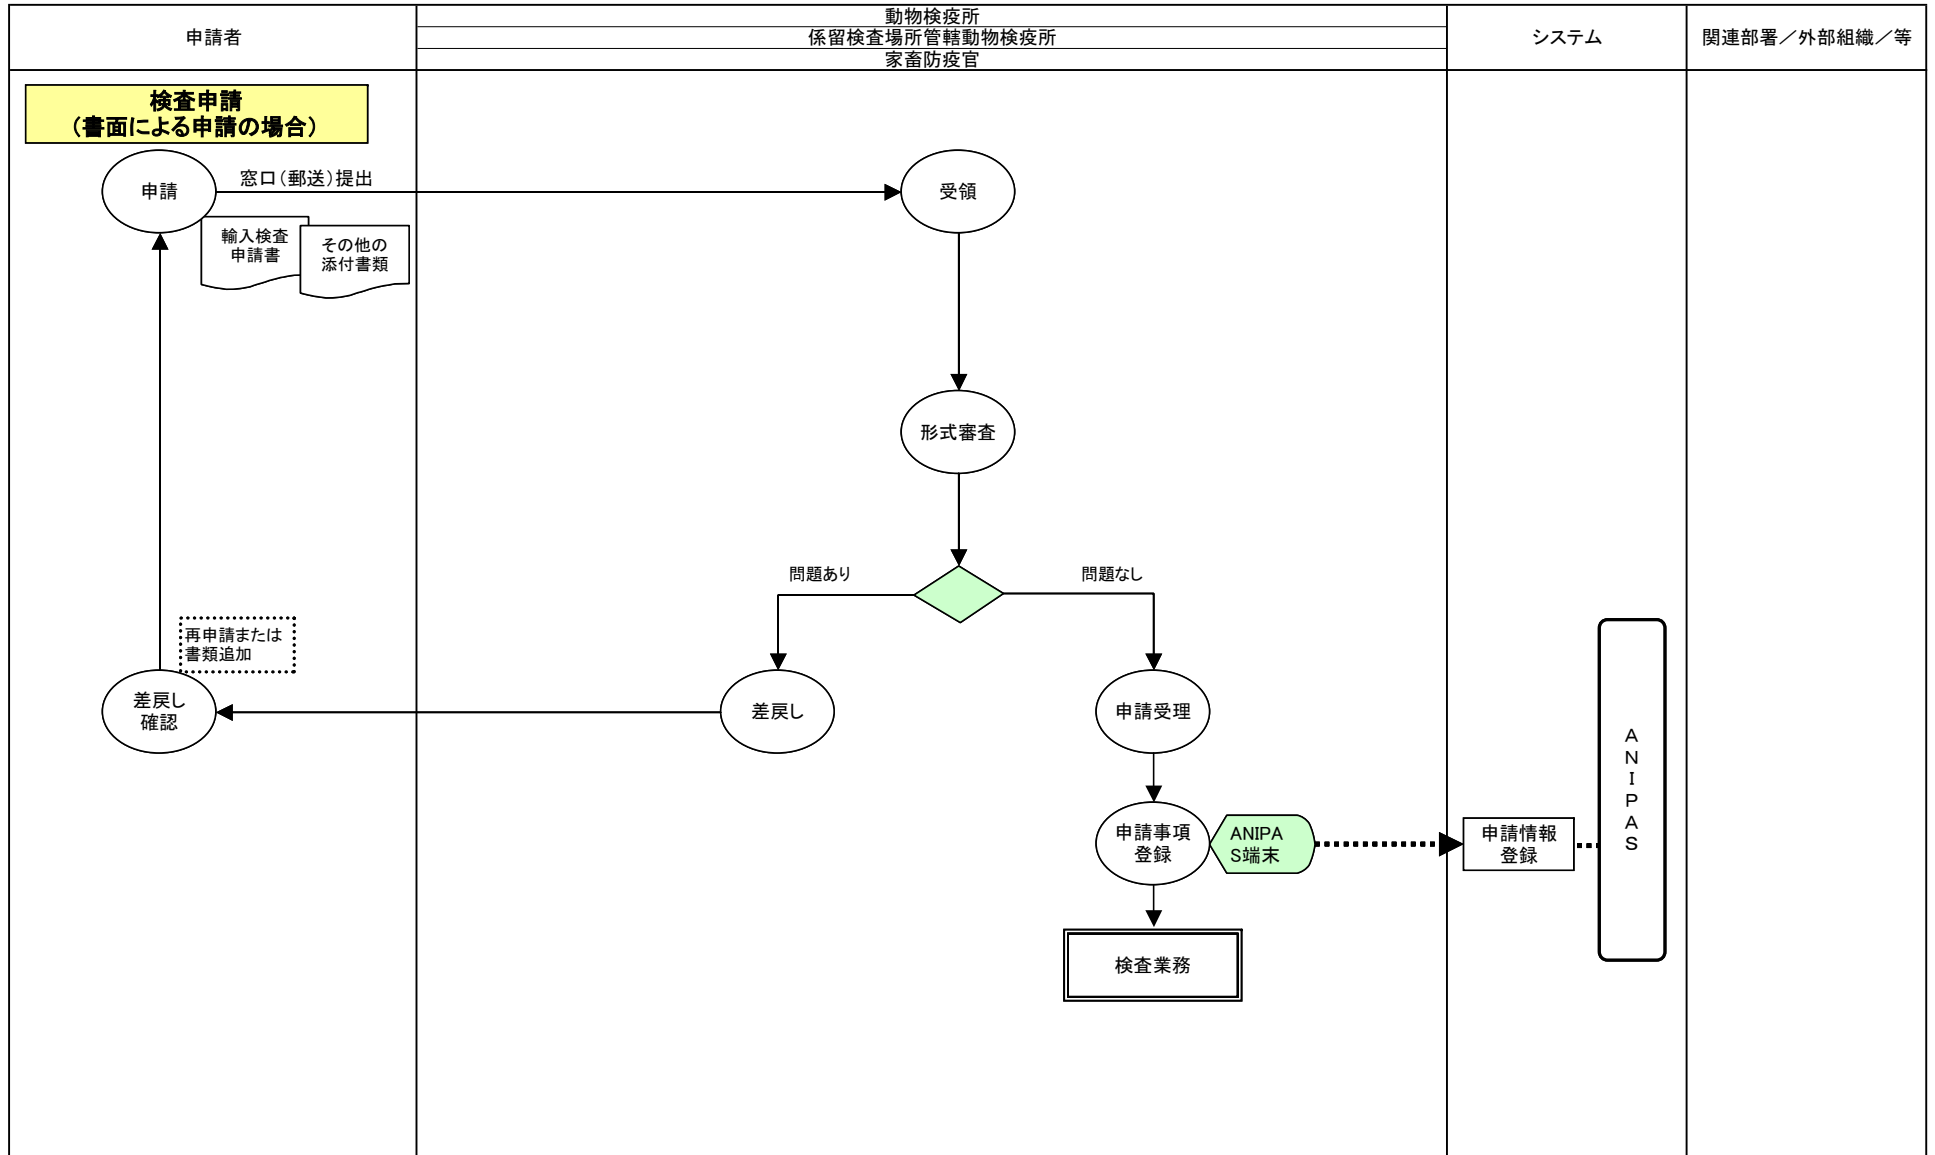 申請者
動物検疫所
係留検査場所管轄動物検疫所
家畜防疫官
システム
関連部署／外部組織／等
検査申請
（書面による申請の場合）
申請
窓口（郵送）提出
受領
輸入検査
申請書
その他の
添付書類
形式審査
問題あり
問題なし
再申請または
書類追加
差戻し
確認
差戻し
申請受理
申請事項
登録
ANIPA
S端末
申請情報
登録
A
N
I
P
A
S
検査業務